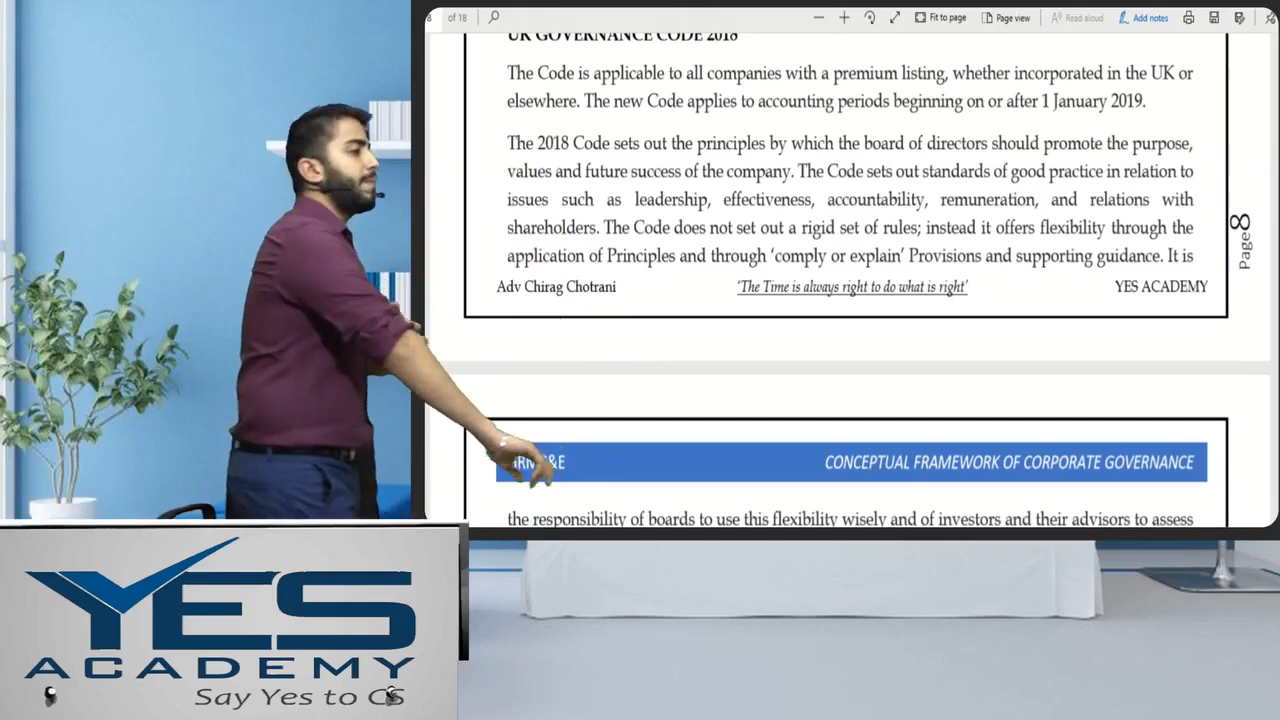 8 of 18 Fit to page Page view Read aloud Add notes
UK GOVERNANCE CODE 2018
The Code is applicable to all companies with a premium listing, whether incorporated in the UK or
elsewhere. The new Code applies to accounting periods beginning on or after 1 January 2019.
The 2018 Code sets out the principles by which the board of directors should promote the purpose,
values and future success of the company. The Code sets out standards of good practice in relation to
issues such as leadership, effectiveness, accountability, remuneration, and relations with
shareholders. The Code does not set out a rigid set of rules; instead it offers flexibility through the
application of Principles and through ‘comply or explain’ Provisions and supporting guidance. It is
Page8
Adv Chirag Chotrani ‘The Time is always right to do what is right’ YES ACADEMY
CONCEPTUAL FRAMEWORK OF CORPORATE GOVERNANCE
the responsibility of boards to use this flexibility wisely and of investors and their advisors to assess
YES
ACADEMY
Say Yes to CS